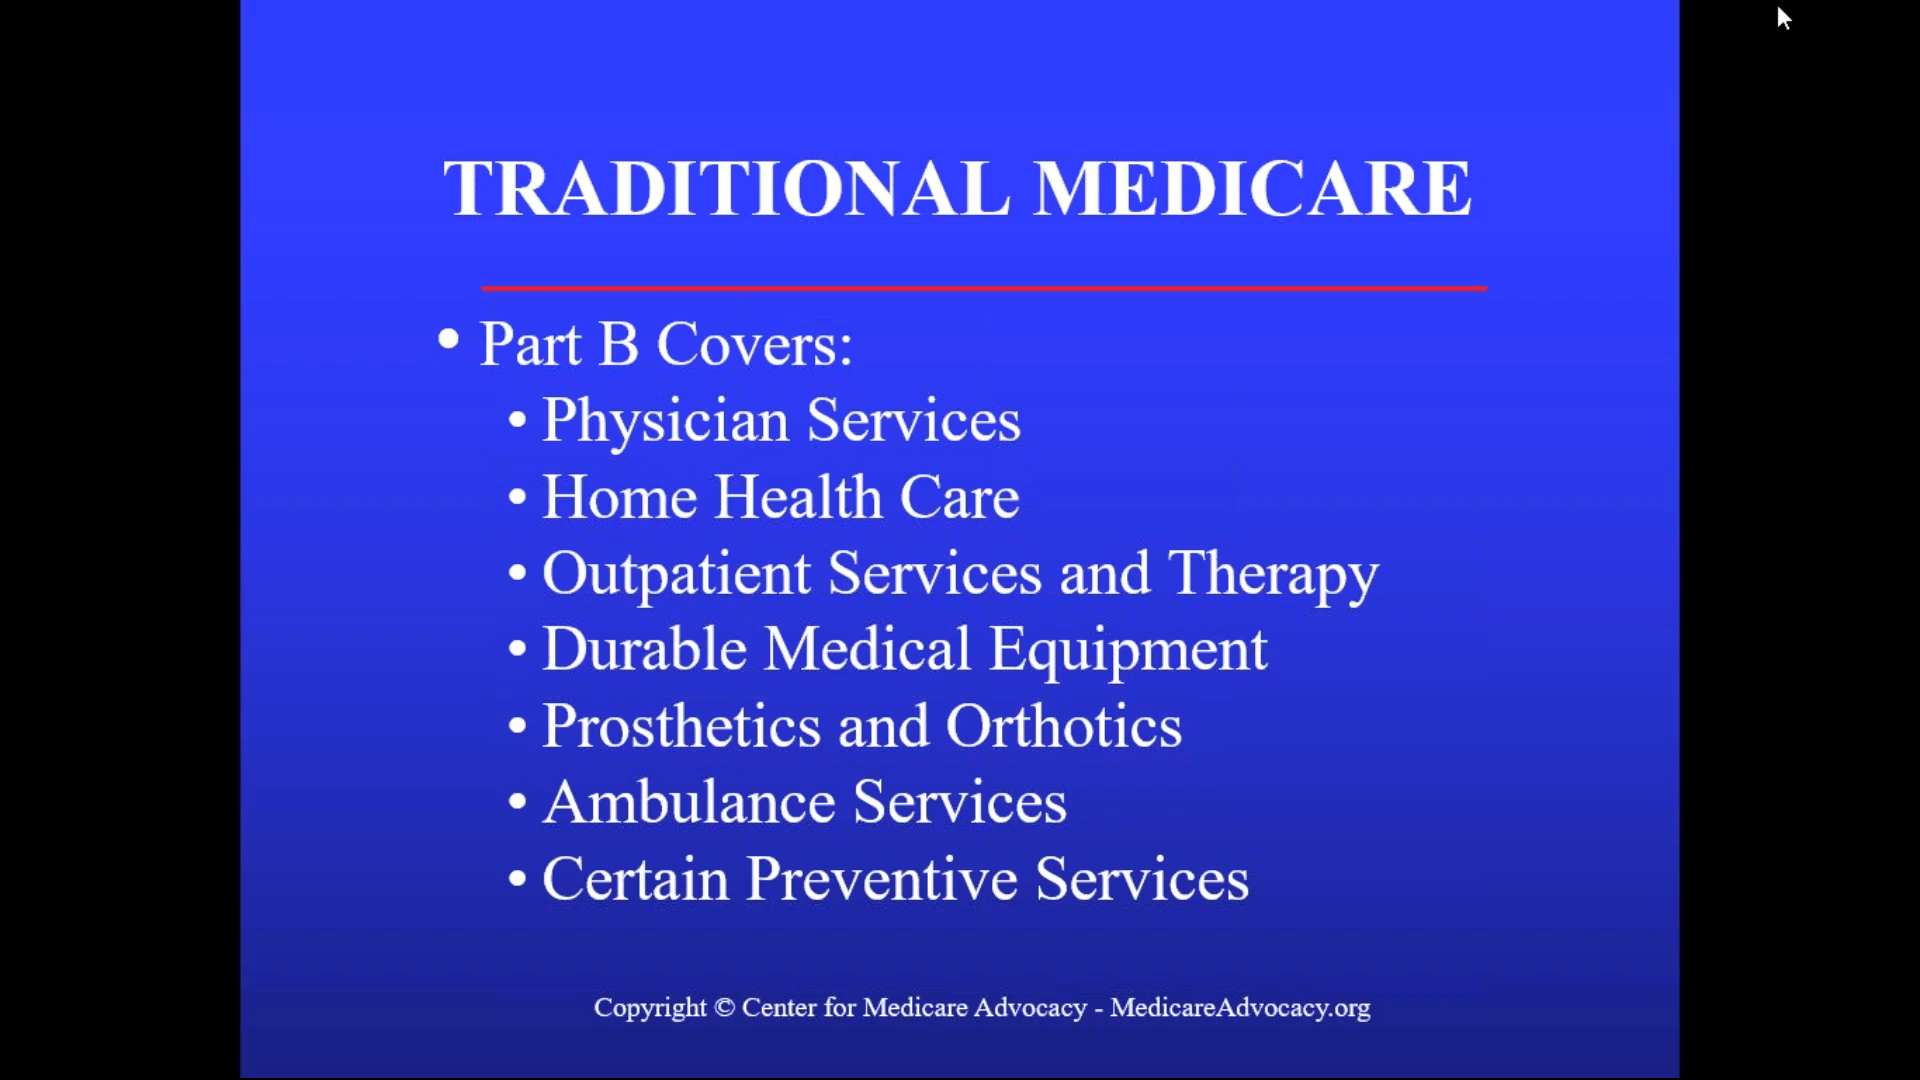 TRADITIONAL MEDICARE
• Part B Covers:
• Physician Services
• Home Health Care
• Outpatient Services and Therapy
• Durable Medical Equipment
• Prosthetics and Orthotics
• Ambulance Services
• Certain Preventive Services
Copyright © Center for Medicare Advocacy - MedicareAdvocacy.org